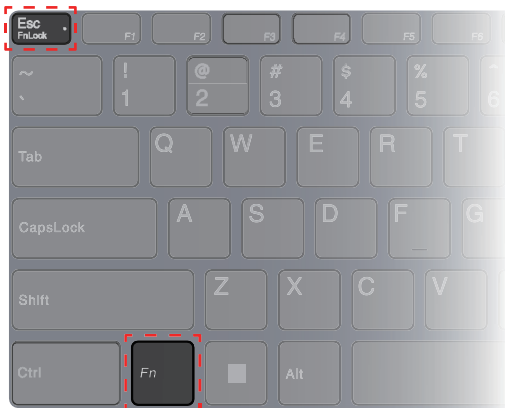 Esc
FnLock
F1
F2
F3
F4
F5
F6
~
`
!
1
@
2
#
3
$
4
%
5
^
6
Tab
Q
W
E
R
T
CapsLock
A
S
D
F
G
Shift
Z
X
C
V
Ctrl
Fn
Alt